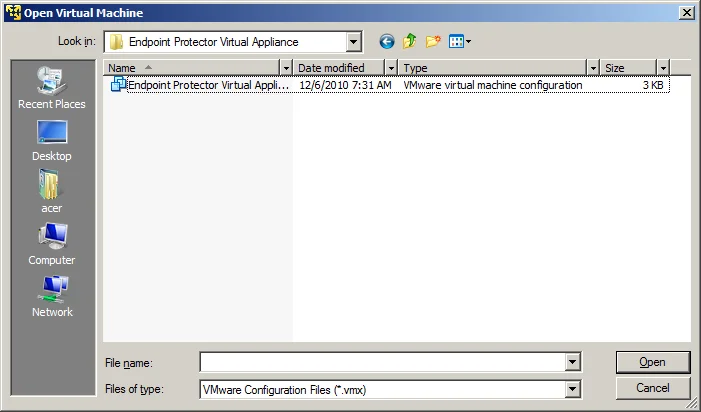 Open Virtual Machine
Look in: Endpoint Protector Virtual Appliance
Name Date modified Type Size
Endpoint Protector Virtual Appli... 12/6/2010 7:31 AM VMware virtual machine configuration 3 KB
Recent Places
Desktop
acer
Computer
Network
File name: Open
Files of type: VMware Configuration Files (*.vmx) Cancel